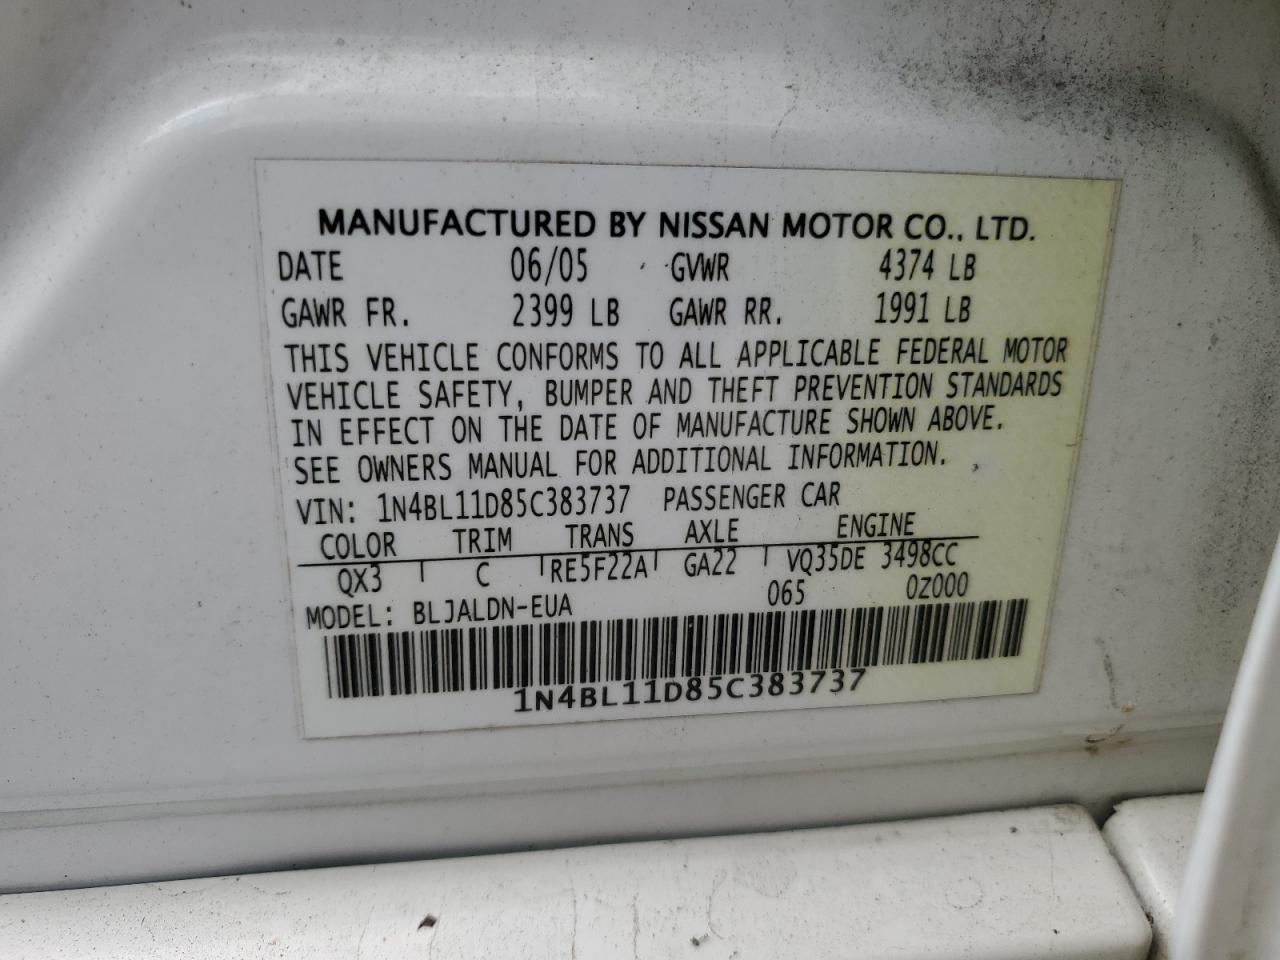 MANUFACTURED BY NISSAN MOTOR CO., LTD.
DATE 06/05 GVWR 4374 LB
GAWR FR. 2399 LB GAWR RR. 1991 LB
THIS VEHICLE CONFORMS TO ALL APPLICABLE FEDERAL MOTOR
VEHICLE SAFETY, BUMPER AND THEFT PREVENTION STANDARDS
IN EFFECT ON THE DATE OF MANUFACTURE SHOWN ABOVE.
SEE OWNERS MANUAL FOR ADDITIONAL INFORMATION.
VIN: 1N4BL11D85C383737 PASSENGER CAR
COLOR TRIM TRANS AXLE ENGINE
QX3 C RE5F22A GA22 VQ35DE 3498CC
MODEL: BLJALDN-EUA 065 0Z000
1N4BL11D85C383737